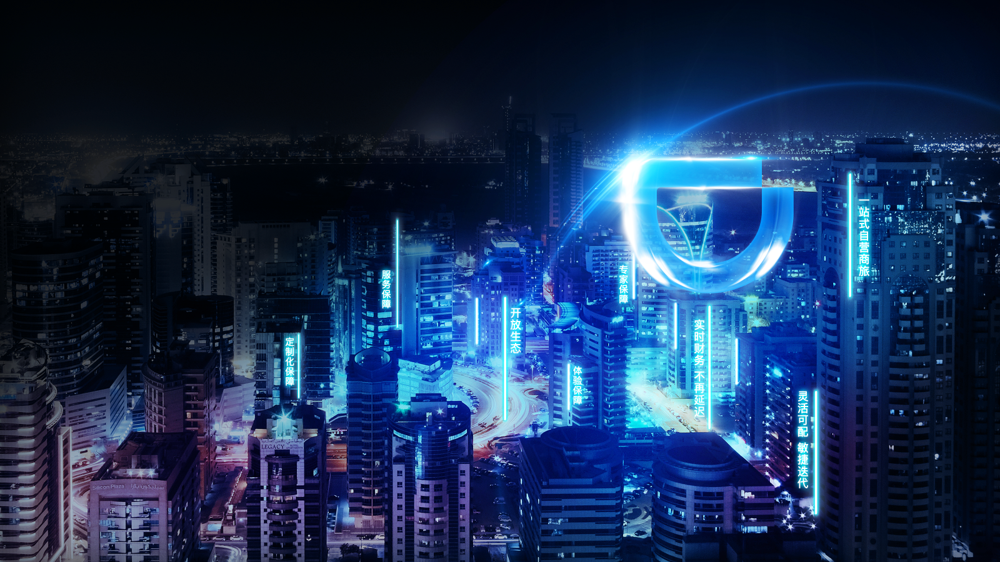 一站式自营商旅
服务保障
专家保障
开放生态
实时财务 不再延迟
定制化保障
体验保障
灵活可配 敏捷迭代
LEGACY
Silicon Plaza سيليكون بلازا